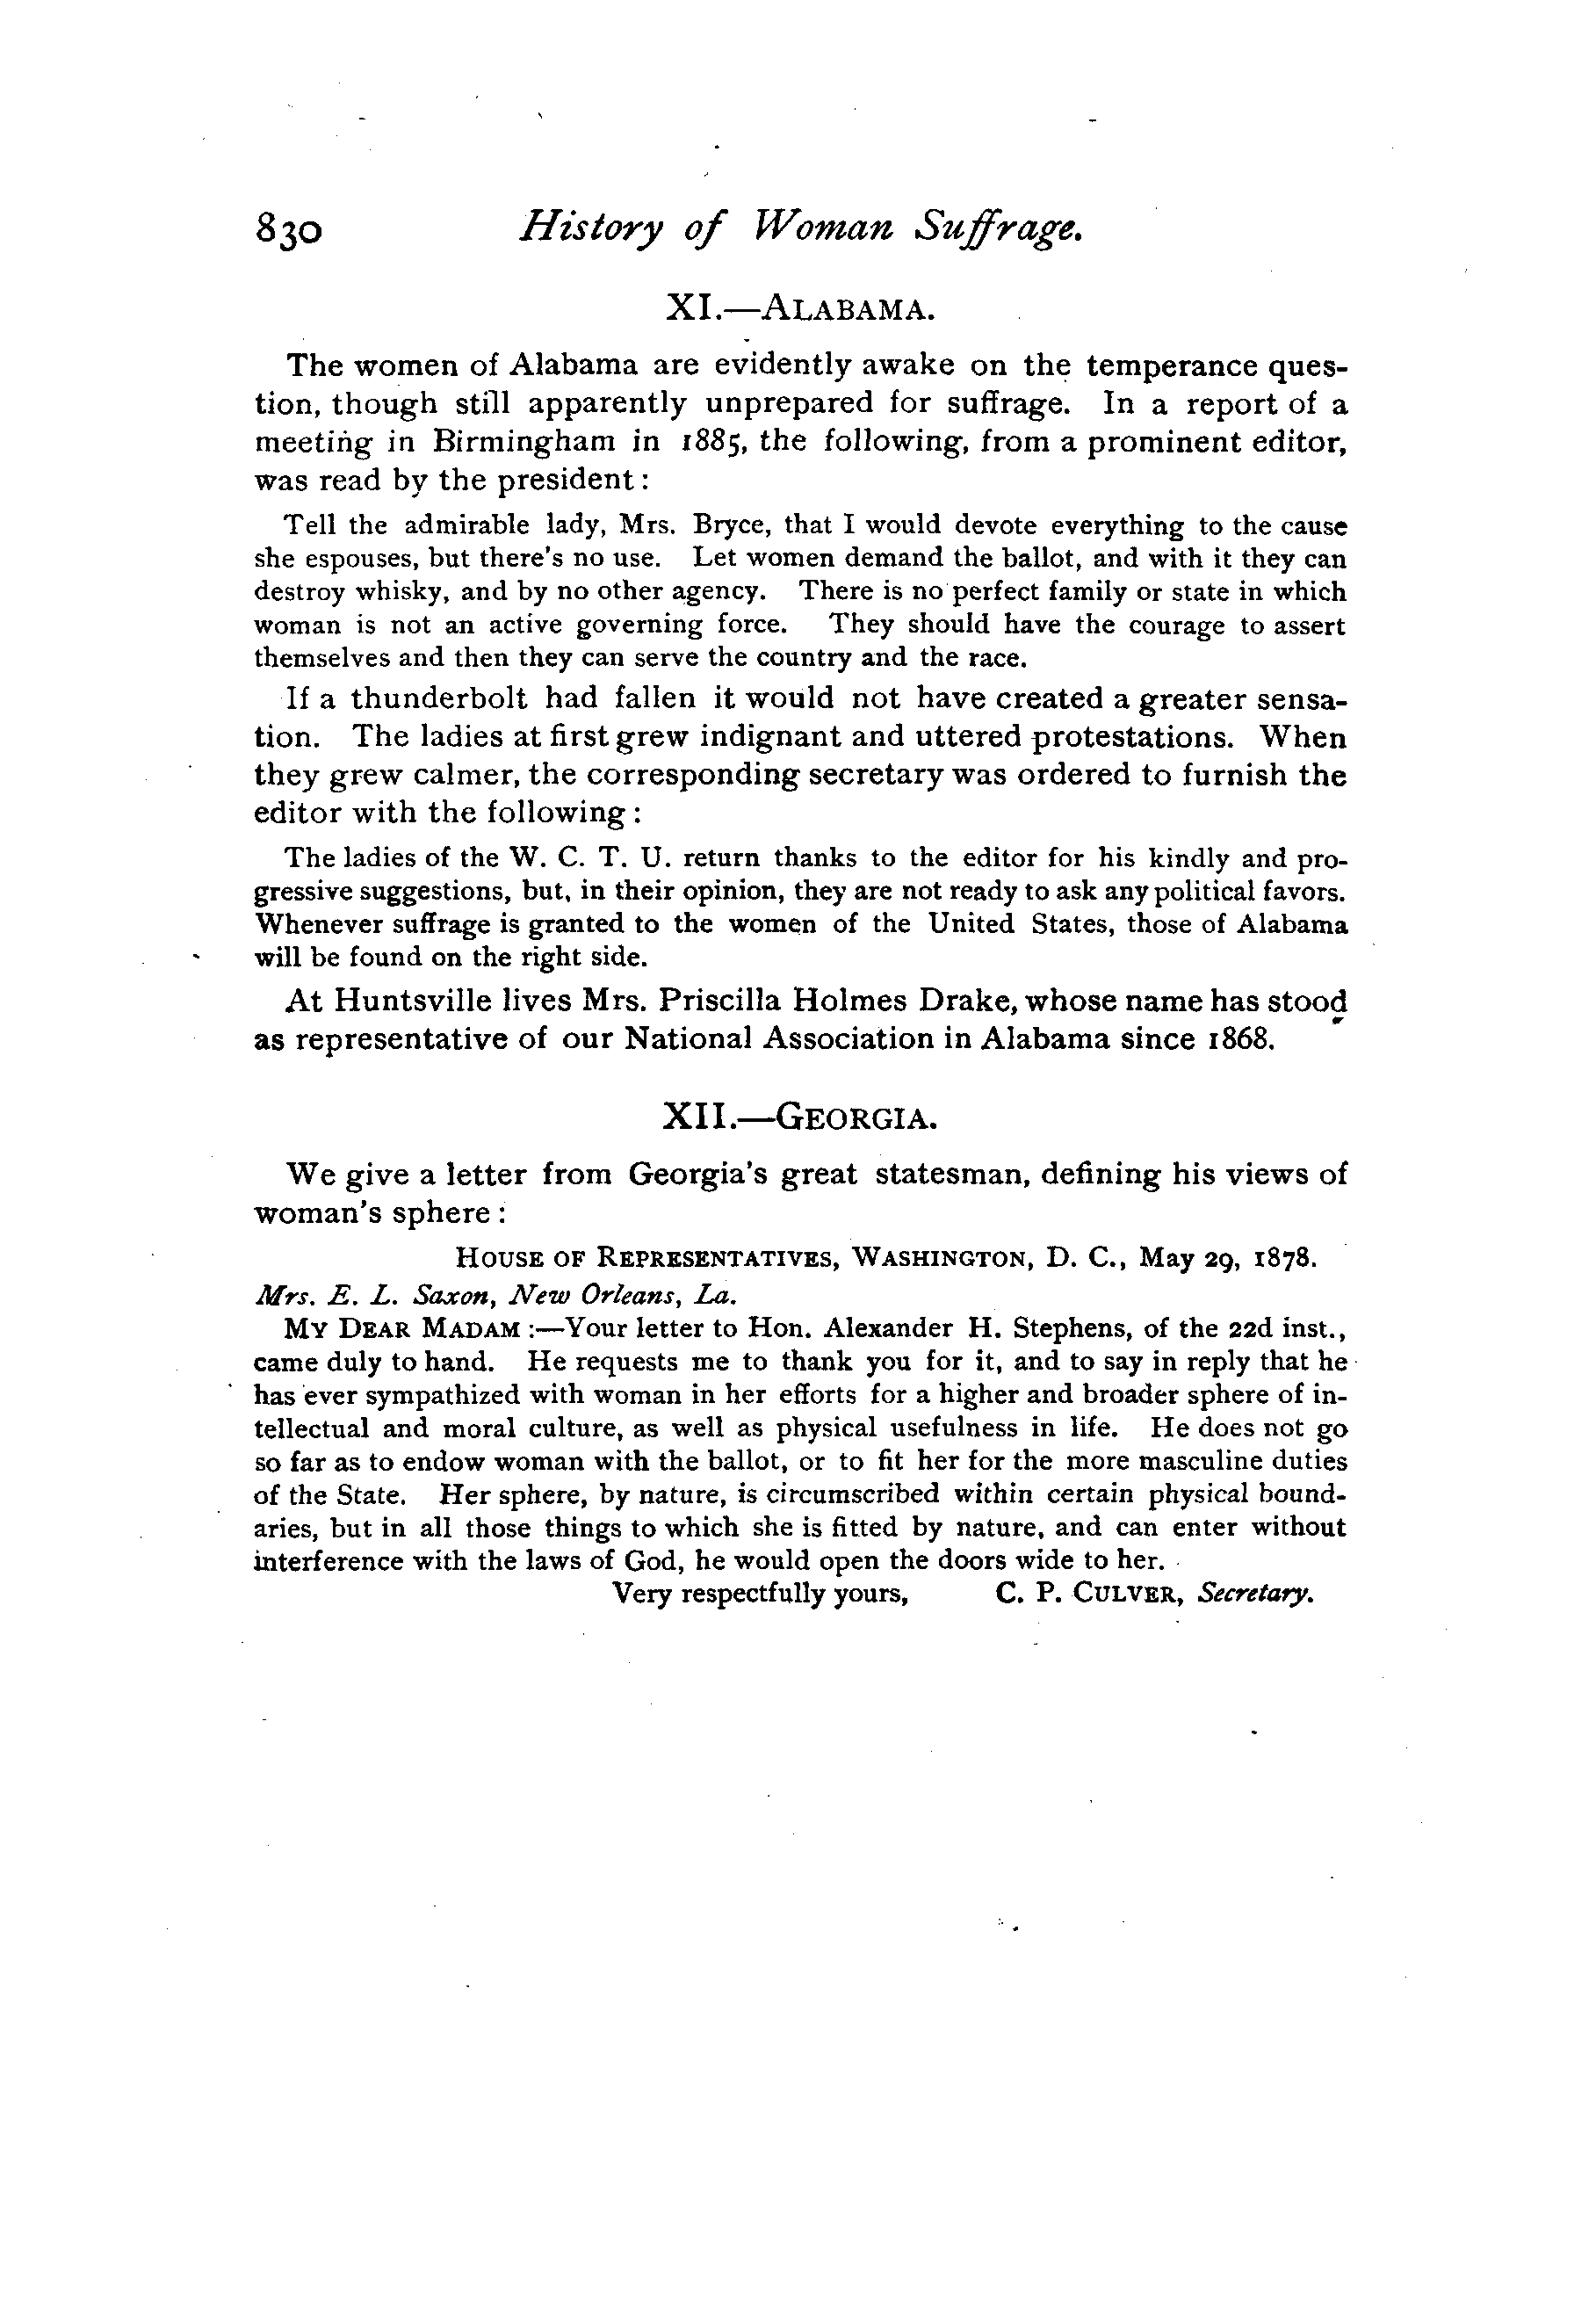 830 History of Woman Suffrage.
XI.—ALABAMA.
The women of Alabama are evidently awake on the temperance ques-
tion, though still apparently unprepared for suffrage. In a report of a
meeting in Birmingham in 1885, the following, from a prominent editor,
was read by the president :
Tell the admirable lady, Mrs. Bryce, that I would devote everything to the cause
she espouses, but there's no use. Let women demand the ballot, and with it they can
destroy whisky, and by no other agency. There is no perfect family or state in which
woman is not an active governing force. They should have the courage to assert
themselves and then they can serve the country and the race.
If a thunderbolt had fallen it would not have created a greater sensa-
tion. The ladies at first grew indignant and uttered protestations. When
they grew calmer, the corresponding secretary was ordered to furnish the
editor with the following :
The ladies of the W. C. T. U. return thanks to the editor for his kindly and pro-
gressive suggestions, but, in their opinion, they are not ready to ask any political favors.
Whenever suffrage is granted to the women of the United States, those of Alabama
will be found on the right side.
At Huntsville lives Mrs. Priscilla Holmes Drake, whose name has stood
as representative of our National Association in Alabama since 1868.
XII.—GEORGIA.
We give a letter from Georgia's great statesman, defining his views of
woman's sphere :
HOUSE OF REPRESENTATIVES, WASHINGTON, D. C., May 29, 1878.
Mrs. E. L. Saxon, New Orleans, La.
MY DEAR MADAM :—Your letter to Hon. Alexander H. Stephens, of the 22d inst.,
came duly to hand. He requests me to thank you for it, and to say in reply that he
has ever sympathized with woman in her efforts for a higher and broader sphere of in-
tellectual and moral culture, as well as physical usefulness in life. He does not go
so far as to endow woman with the ballot, or to fit her for the more masculine duties
of the State. Her sphere, by nature, is circumscribed within certain physical bound-
aries, but in all those things to which she is fitted by nature, and can enter without
interference with the laws of God, he would open the doors wide to her.
Very respectfully yours, C. P. CULVER, Secretary.